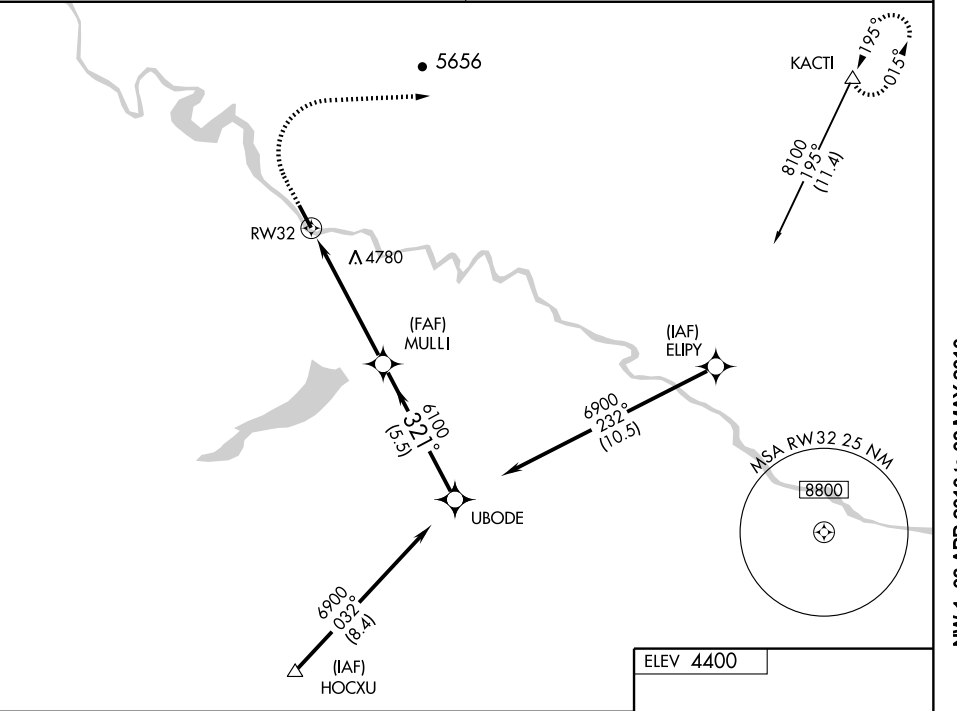 5656
KACTI
195°
015°
8100
195°
(11.4)
RW32
4780
(FAF)
MULLI
(IAF)
ELIPY
6900
232°
(10.5)
6100
321°
(5.5)
MSA RW32 25 NM
8800
UBODE
6900
032°
(8.4)
(IAF)
HOCXU
ELEV 4400